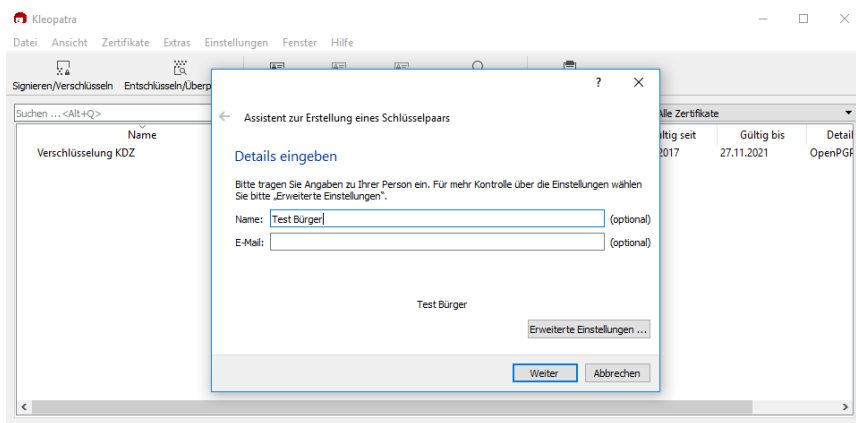 Kleopatra
Datei Ansicht Zertifikate Extras Einstellungen Fenster Hilfe
Signieren/Verschlüsseln Entschlüsseln/Überp
Suchen ...<Alt+Q>
Alle Zertifikate
Name
ltig seit Gültig bis Detail
Verschlüsselung KDZ
2017 27.11.2021 OpenPGP
? 
Assistent zur Erstellung eines Schlüsselpaars
Details eingeben
Bitte tragen Sie Angaben zu Ihrer Person ein. Für mehr Kontrolle über die Einstellungen wählen
Sie bitte „Erweiterte Einstellungen“.
Name: Test Bürger (optional)
E-Mail: (optional)
Test Bürger
Erweiterte Einstellungen ...
Weiter Abbrechen